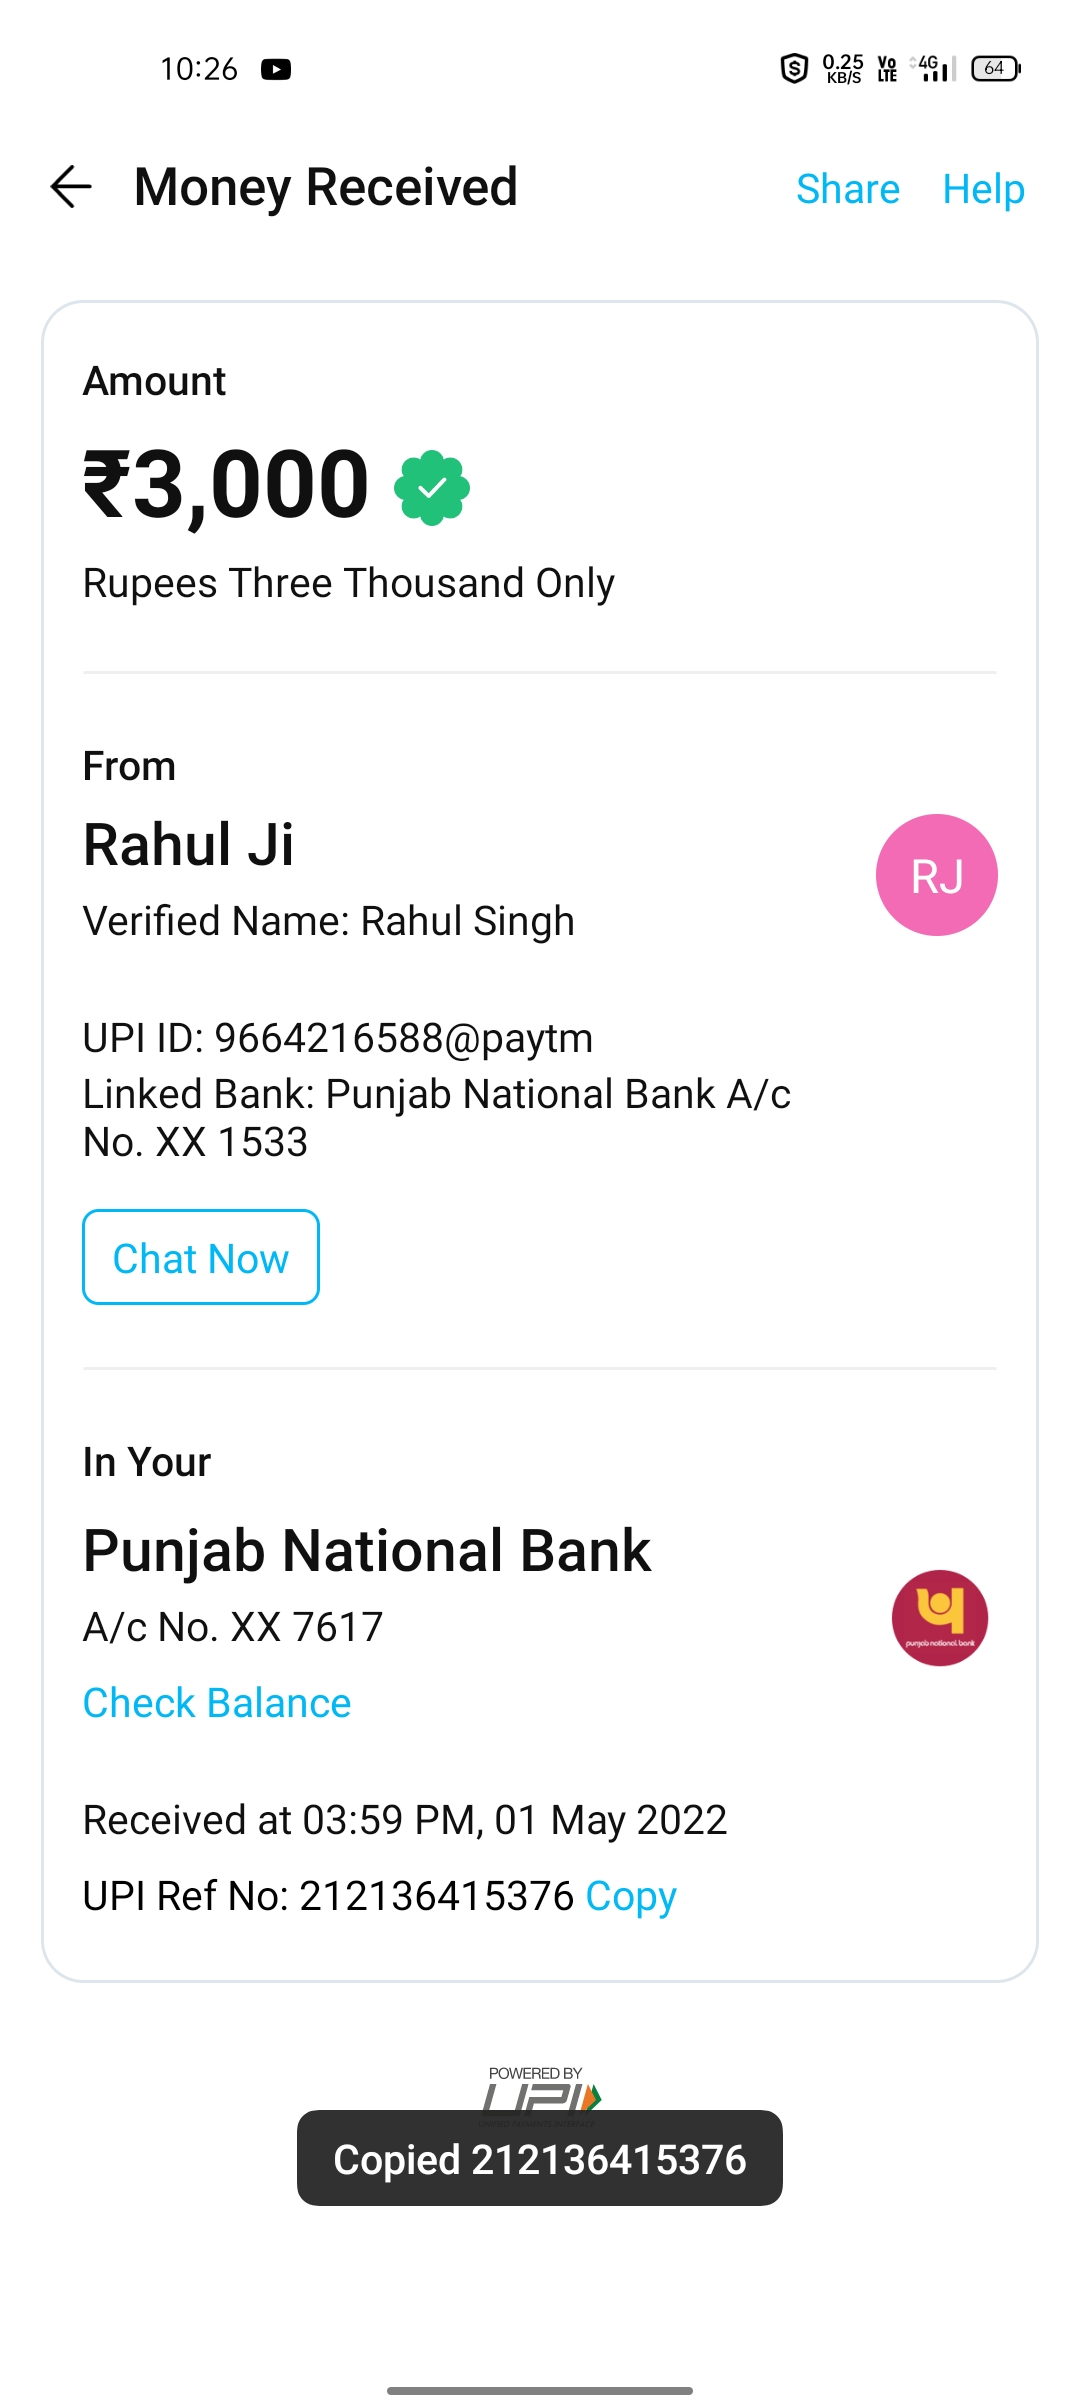 10:26
0.25 KB/S Vo LTE 4G 64
Money Received Share Help
Amount
₹3,000
Rupees Three Thousand Only
From
Rahul Ji
RJ
Verified Name: Rahul Singh
UPI ID: 9664216588@paytm
Linked Bank: Punjab National Bank A/c
No. XX 1533
Chat Now
In Your
Punjab National Bank
punjab national bank
A/c No. XX 7617
Check Balance
Received at 03:59 PM, 01 May 2022
UPI Ref No: 212136415376 Copy
POWERED BY
UPI
Copied 212136415376